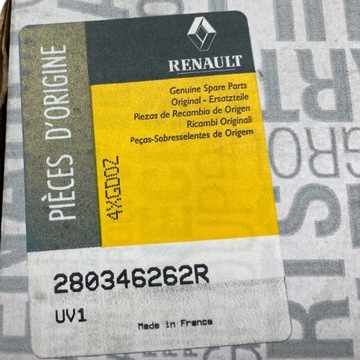 RENAULT
PIÈCES D'ORIGINE
Genuine Spare Parts
Original - Ersatzteile
Piezas de Recambio de Origen
Ricambi Originali
Peças-Sobresselentes de Origem
4XGDOZ
280346262R
UV1
Made in France